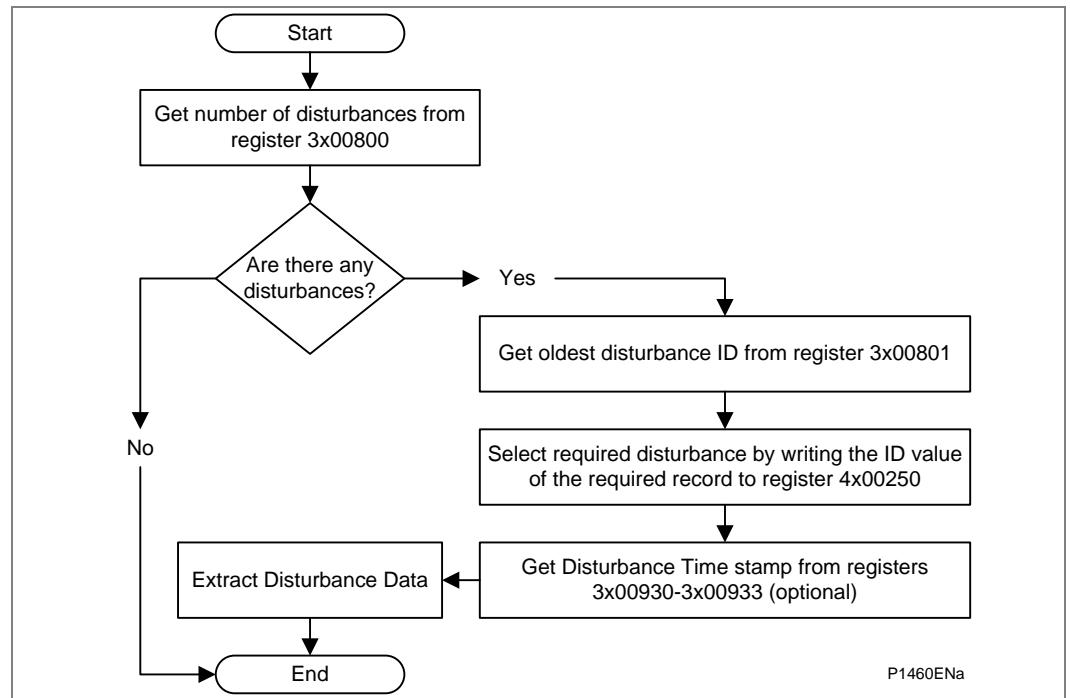 Start
Get number of disturbances from
register 3x00800
Are there any
disturbances?
Yes
No
Get oldest disturbance ID from register 3x00801
Select required disturbance by writing the ID value
of the required record to register 4x00250
Get Disturbance Time stamp from registers
3x00930-3x00933 (optional)
Extract Disturbance Data
End
P1460ENa